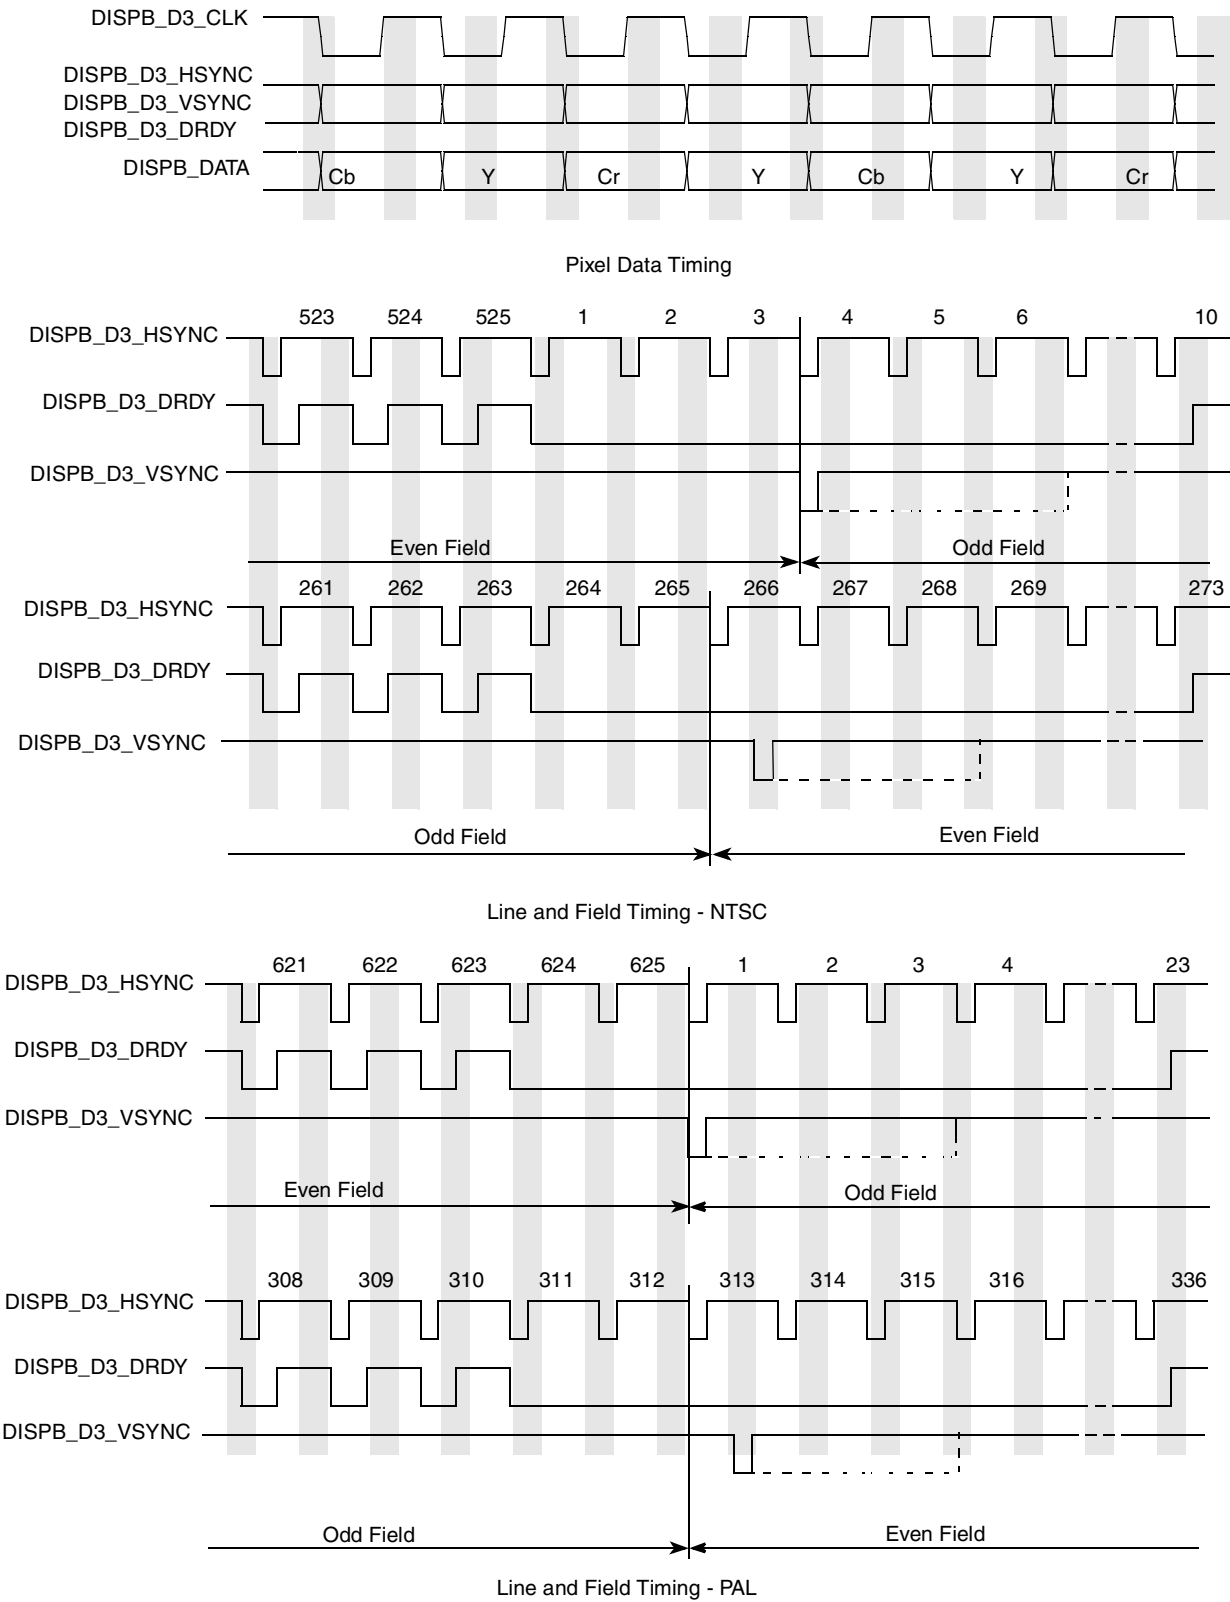 DISPB_D3_CLK
DISPB_D3_HSYNC
DISPB_D3_VSYNC
DISPB_D3_DRDY
DISPB_DATA Cb Y Cr Y Cb Y Cr
Pixel Data Timing
523 524 525 1 2 3 4 5 6 10
DISPB_D3_HSYNC
DISPB_D3_DRDY
DISPB_D3_VSYNC
Even Field Odd Field
261 262 263 264 265 266 267 268 269 273
DISPB_D3_HSYNC
DISPB_D3_DRDY
DISPB_D3_VSYNC
Odd Field Even Field
Line and Field Timing - NTSC
621 622 623 624 625 1 2 3 4 23
DISPB_D3_HSYNC
DISPB_D3_DRDY
DISPB_D3_VSYNC
Even Field Odd Field
308 309 310 311 312 313 314 315 316 336
DISPB_D3_HSYNC
DISPB_D3_DRDY
DISPB_D3_VSYNC
Odd Field Even Field
Line and Field Timing - PAL